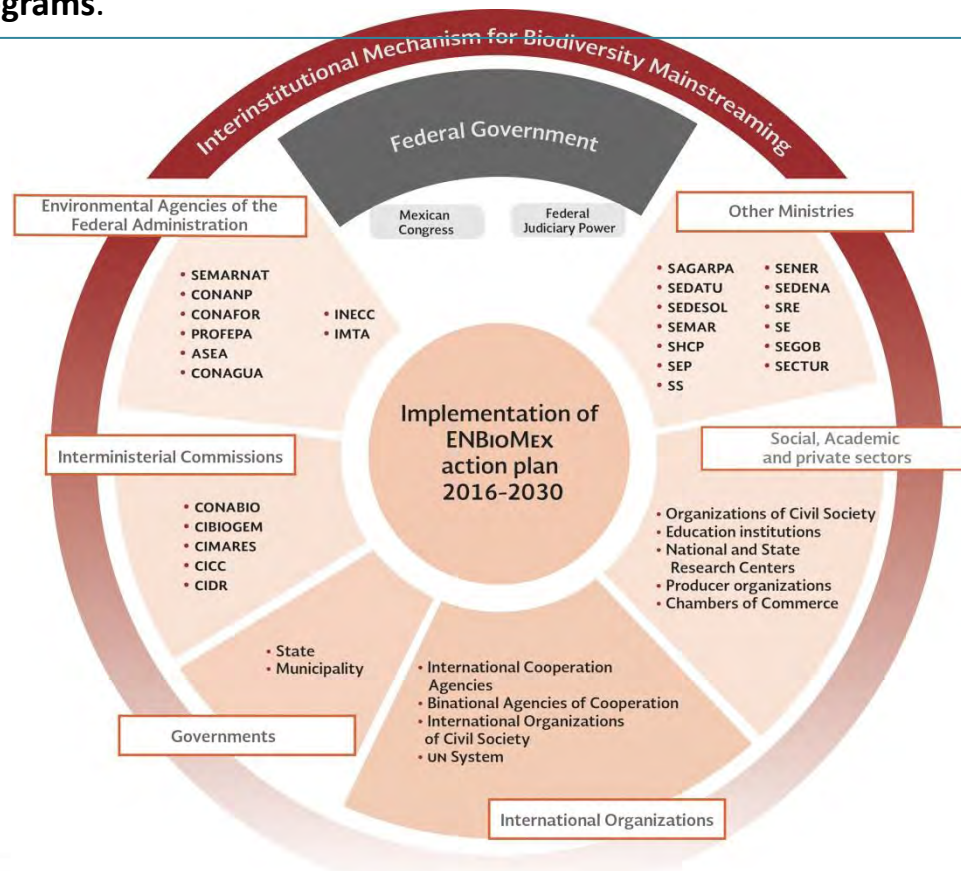 grams.
Interinstitutional Mechanism for Biodiversity Mainstreaming
Federal Government
Mexican
Congress
Federal
Judiciary Power
Environmental Agencies of the
Federal Administration
• SEMARNAT
• CONANP
• CONAFOR
• PROFEPA
• ASEA
• CONAGUA
• INECC
• IMTA
Other Ministries
• SAGARPA
• SEDATU
• SEDESOL
• SEMAR
• SHCP
• SEP
• SS
• SENER
• SEDENA
• SRE
• SE
• SEGOB
• SECTUR
Implementation of
ENBIOMEX
action plan
2016-2030
Interministerial Commissions
• CONABIO
• CIBIOGEM
• CIMARES
• CICC
• CIDR
Social, Academic
and private sectors
• Organizations of Civil Society
• Education institutions
• National and State
Research Centers
• Producer organizations
• Chambers of Commerce
• State
• Municipality
Governments
• International Cooperation
Agencies
• Binational Agencies of Cooperation
• International Organizations
of Civil Society
• UN System
International Organizations